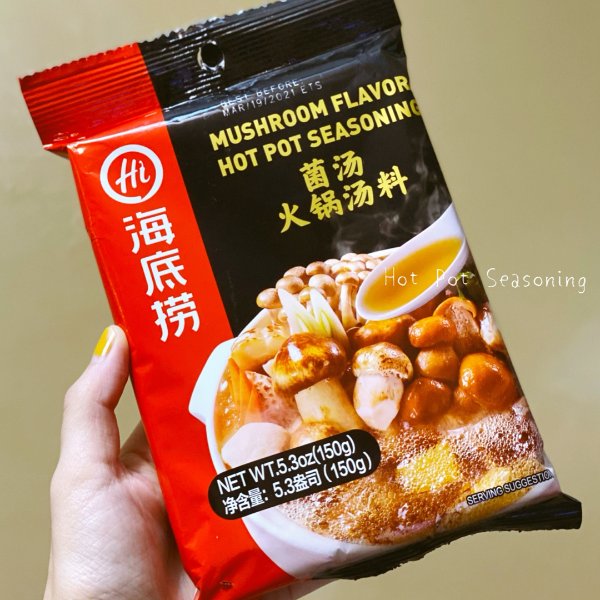 BEST BEFORE:
MAR/19/2021 ETS
MUSHROOM FLAVOR
HOT POT SEASONING
菌汤
火锅汤料
Hi
海底捞
Hot Pot Seasoning
NET WT.5.3oz(150g)
净含量: 5.3盎司(150g)
SERVING SUGGESTION